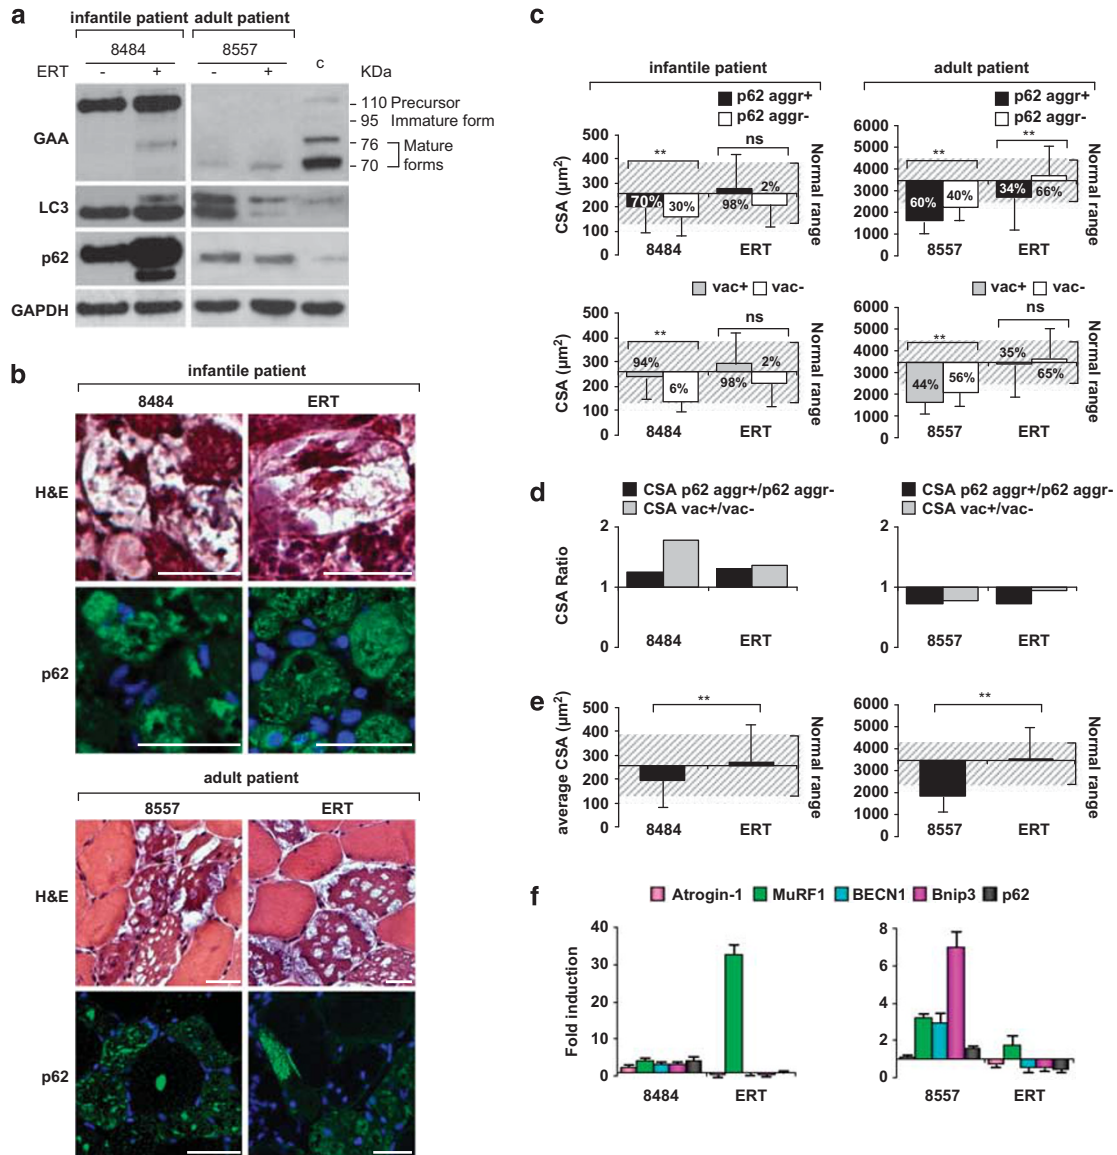 a
infantile patient adult patient
8484 8557
ERT - + - + c KDa
GAA
110 Precursor
95 Immature form
76 Mature
70 forms
LC3
p62
GAPDH
b
infantile patient
8484 ERT
H&E
p62
adult patient
8557 ERT
H&E
p62
c
infantile patient
p62 aggr+
p62 aggr-
CSA (µm²)
500
400
300
200
100
0
** ns
70% 30% 98% 2%
8484 ERT
Normal range
adult patient
p62 aggr+
p62 aggr-
6000
5000
4000
3000
2000
1000
0
** **
60% 40% 34% 66%
8557 ERT
Normal range
vac+ vac-
CSA (µm²)
500
400
300
200
100
0
** ns
94% 6% 98% 2%
8484 ERT
Normal range
vac+ vac-
6000
5000
4000
3000
2000
1000
0
** ns
44% 56% 35% 65%
8557 ERT
Normal range
d
CSA p62 aggr+/p62 aggr-
CSA vac+/vac-
CSA Ratio
2
1
0
8484 ERT
CSA p62 aggr+/p62 aggr-
CSA vac+/vac-
2
1
0
8557 ERT
e
average CSA (µm²)
500
400
300
200
100
0
**
8484 ERT
Normal range
6000
5000
4000
3000
2000
1000
0
**
8557 ERT
Normal range
f
Atrogin-1 MuRF1 BECN1 Bnip3 p62
Fold induction
40
30
20
10
0
8484 ERT
8
6
4
2
0
8557 ERT